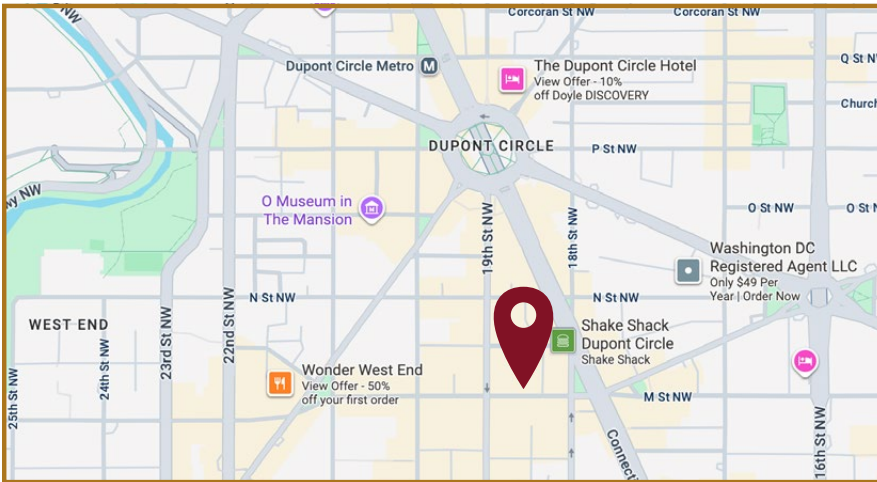 NW
Corcoran St NW
Corcoran St NW
Dupont Circle Metro
M
The Dupont Circle Hotel
View Offer - 10%
off Doyle DISCOVERY
Q St N
Church
DUPONT CIRCLE
P St NW
wy NW
O Museum in
The Mansion
19th St NW
18th St NW
O St NW
O St N
Washington DC
Registered Agent LLC
Only $49 Per
Year | Order Now
N St NW
N St NW
WEST END
25th St NW
24th St NW
23rd St NW
22nd St NW
Shake Shack
Dupont Circle
Shake Shack
Wonder West End
View Offer - 50%
off your first order
M St NW
Connecti
16th St NW